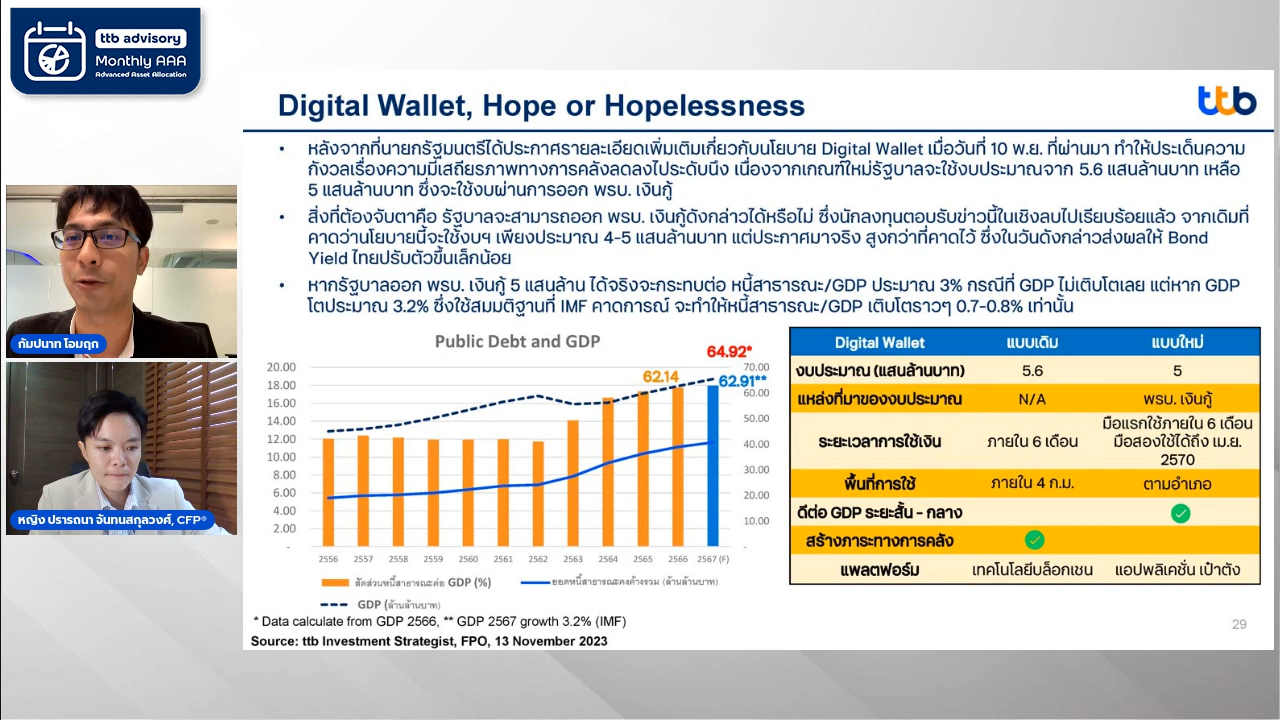 ttb advisory
Monthly AAA
Advanced Asset Allocation
ttb
Digital Wallet, Hope or Hopelessness
• หลังจากที่นายกรัฐมนตรีได้ประกาศรายละเอียดเพิ่มเติมเกี่ยวกับนโยบาย Digital Wallet เมื่อวันที่ 10 พ.ย. ที่ผ่านมา ทำให้ประเด็นความ
กังวลเรื่องความมีเสถียรภาพทางการคลังลดลงไประดับนึง เนื่องจากเกณฑ์ใหม่รัฐบาลจะใช้งบประมาณจาก 5.6 แสนล้านบาท เหลือ
5 แสนล้านบาท ซึ่งจะใช้งบผ่านการออก พรบ. เงินกู้
• สิ่งที่ต้องจับตาคือ รัฐบาลจะสามารถออก พรบ. เงินกู้ดังกล่าวได้หรือไม่ ซึ่งนักลงทุนตอบรับข่าวนี้ในเชิงลบไปเรียบร้อยแล้ว จากเดิมที่
คาดว่านโยบายนี้จะใช้งบฯ เพียงประมาณ 4-5 แสนล้านบาท แต่ประกาศมาจริง สูงกว่าที่คาดไว้ ซึ่งในวันดังกล่าวส่งผลให้ Bond
Yield ไทยปรับตัวขึ้นเล็กน้อย
• หากรัฐบาลออก พรบ. เงินกู้ 5 แสนล้าน ได้จริงจะกระทบต่อ หนี้สาธารณะ/GDP ประมาณ 3% กรณีที่ GDP ไม่เติบโตเลย แต่หาก GDP
โตประมาณ 3.2% ซึ่งใช้สมมติฐานที่ IMF คาดการณ์ จะทำให้หนี้สาธารณะ/GDP เติบโตราวๆ 0.7-0.8% เท่านั้น
กัมปนาท โอมฤก
หญิง ปรารถนา จันทนสกุลวงศ์, CFP®
Public Debt and GDP
64.92*
62.14
62.91**
20.00
18.00
16.00
14.00
12.00
10.00
8.00
6.00
4.00
2.00
-
70.00
60.00
50.00
40.00
30.00
20.00
10.00
-
2556 2557 2558 2559 2560 2561 2562 2563 2564 2565 2566 2567 (F)
สัดส่วนหนี้สาธารณะต่อ GDP (%) ยอดหนี้สาธารณะคงค้างรวม (ล้านล้านบาท)
GDP (ล้านล้านบาท)
Digital Wallet แบบเดิม แบบใหม่
งบประมาณ (แสนล้านบาท) 5.6 5
แหล่งที่มาของงบประมาณ N/A พรบ. เงินกู้
ระยะเวลาการใช้เงิน ภายใน 6 เดือน มือแรกใช้ภายใน 6 เดือน
มือสองใช้ได้ถึง เม.ย.
2570
พื้นที่การใช้ ภายใน 4 ก.ม. ตามอำเภอ
ดีต่อ GDP ระยะสั้น - กลาง
สร้างภาระทางการคลัง
แพลตฟอร์ม เทคโนโลยีบล็อกเชน แอปพลิเคชั่น เป๋าตัง
* Data calculate from GDP 2566, ** GDP 2567 growth 3.2% (IMF)
Source: ttb Investment Strategist, FPO, 13 November 2023
29